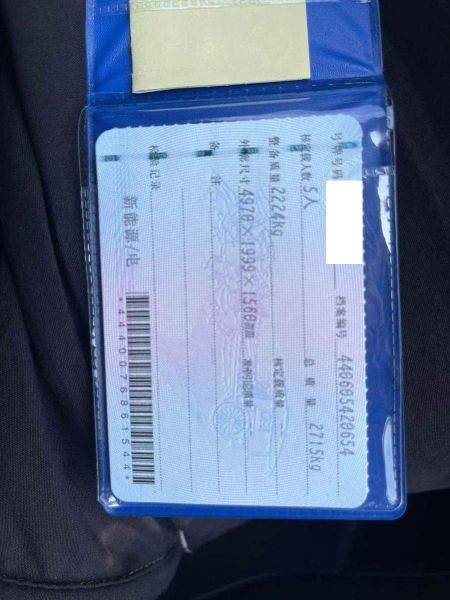 号牌号码 档案编号 440605420654
核定载人数 5人 总质量 2715kg
整备质量 2224kg 核定载质量
外廓尺寸 4970×1999×1560mm 准牵引总质量
备注
检验记录
新能源/电
*4440076861544*